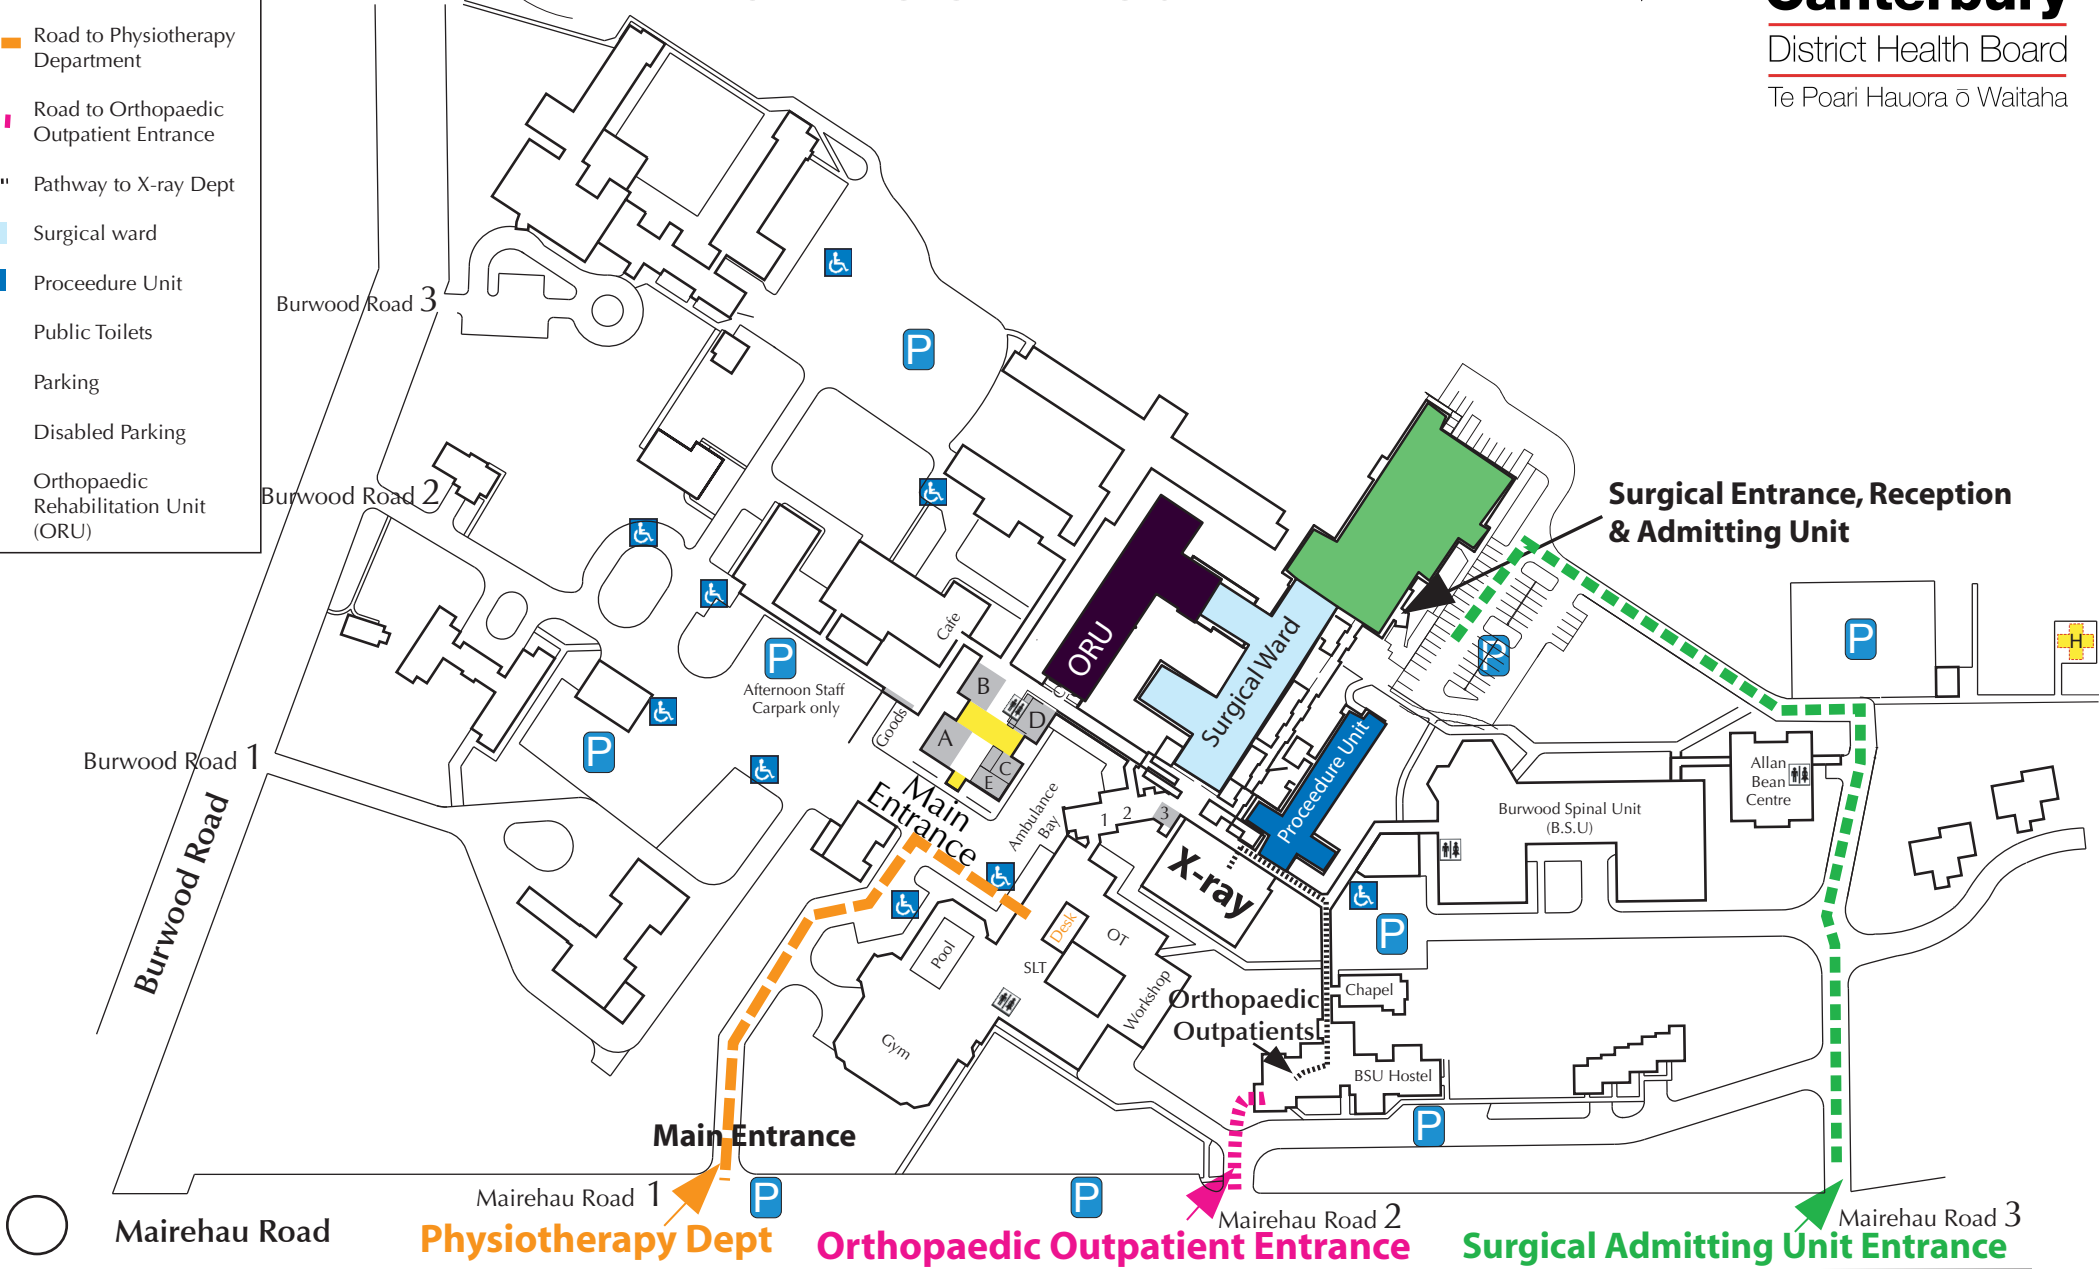 Canterbury
District Health Board
Te Poari Hauora ō Waitaha
Road to Physiotherapy
Department
Road to Orthopaedic
Outpatient Entrance
Pathway to X-ray Dept
Surgical ward
Proceedure Unit
Public Toilets
Parking
Disabled Parking
Orthopaedic
Rehabilitation Unit
(ORU)
Burwood Road 3
P
Burwood Road 2
Surgical Entrance, Reception
& Admitting Unit
Cafe
ORU
Surgical Ward
P
P
H
P
Afternoon Staff
Carpark only
Goods
B
D
A
C
E
P
Burwood Road 1
Burwood Road
Main
Entrance
Ambulance
Bay
1
2
3
Proceedure Unit
Allan
Bean
Centre
Burwood Spinal Unit
(B.S.U)
X-ray
P
Desk
OT
Pool
SLT
Workshop
Gym
Orthopaedic
Outpatients
Chapel
BSU Hostel
P
Main Entrance
Mairehau Road 1
P
P
Mairehau Road 2
Mairehau Road 3
Mairehau Road
Physiotherapy Dept
Orthopaedic Outpatient Entrance
Surgical Admitting Unit Entrance